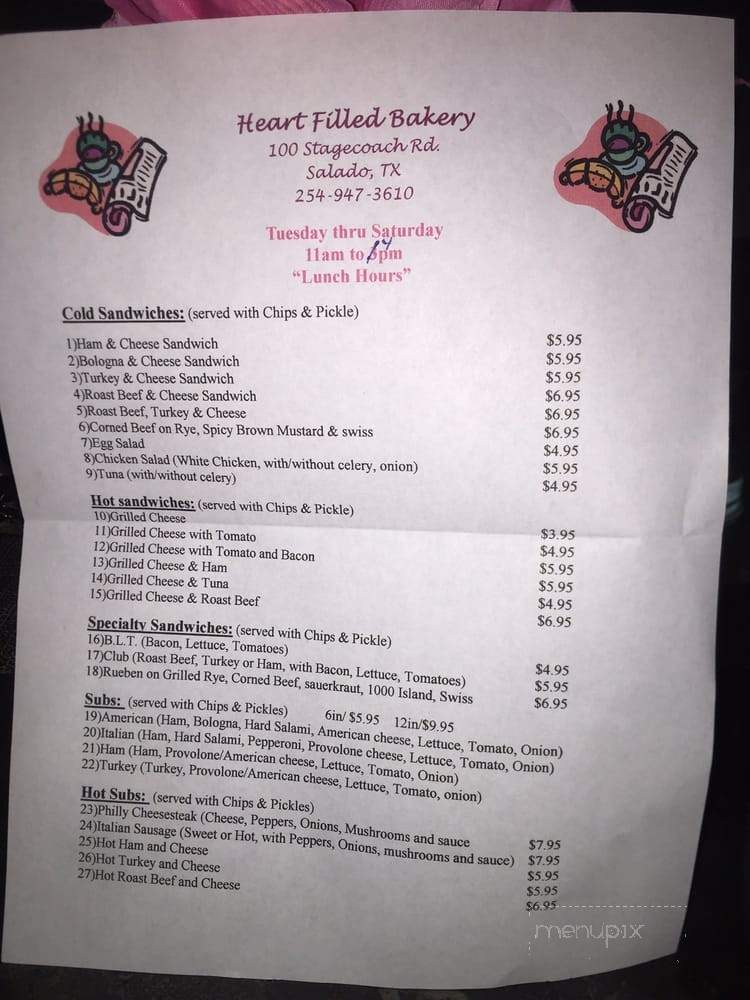 Heart Filled Bakery
100 Stagecoach Rd.
Salado, TX
254-947-3610
Tuesday thru Saturday
11am to 4pm
“Lunch Hours”
Cold Sandwiches: (served with Chips & Pickle)
1)Ham & Cheese Sandwich $5.95
2)Bologna & Cheese Sandwich $5.95
3)Turkey & Cheese Sandwich $5.95
4)Roast Beef & Cheese Sandwich $6.95
5)Roast Beef, Turkey & Cheese $6.95
6)Corned Beef on Rye, Spicy Brown Mustard & swiss $6.95
7)Egg Salad $4.95
8)Chicken Salad (White Chicken, with/without celery, onion) $5.95
9)Tuna (with/without celery) $4.95
Hot sandwiches: (served with Chips & Pickle)
10)Grilled Cheese $3.95
11)Grilled Cheese with Tomato $4.95
12)Grilled Cheese with Tomato and Bacon $5.95
13)Grilled Cheese & Ham $5.95
14)Grilled Cheese & Tuna $4.95
15)Grilled Cheese & Roast Beef $6.95
Specialty Sandwiches: (served with Chips & Pickle)
16)B.L.T. (Bacon, Lettuce, Tomatoes) $4.95
17)Club (Roast Beef, Turkey or Ham, with Bacon, Lettuce, Tomatoes) $5.95
18)Rueben on Grilled Rye, Corned Beef, sauerkraut, 1000 Island, Swiss $6.95
Subs: (served with Chips & Pickles) 6in/ $5.95 12in/$9.95
19)American (Ham, Bologna, Hard Salami, American cheese, Lettuce, Tomato, Onion)
20)Italian (Ham, Hard Salami, Pepperoni, Provolone cheese, Lettuce, Tomato, Onion)
21)Ham (Ham, Provolone/American cheese, Lettuce, Tomato, Onion)
22)Turkey (Turkey, Provolone/American cheese, Lettuce, Tomato, onion)
Hot Subs: (served with Chips & Pickles)
23)Philly Cheesesteak (Cheese, Peppers, Onions, Mushrooms and sauce $7.95
24)Italian Sausage (Sweet or Hot, with Peppers, Onions, mushrooms and sauce) $7.95
25)Hot Ham and Cheese $5.95
26)Hot Turkey and Cheese $5.95
27)Hot Roast Beef and Cheese $6.95
menupix